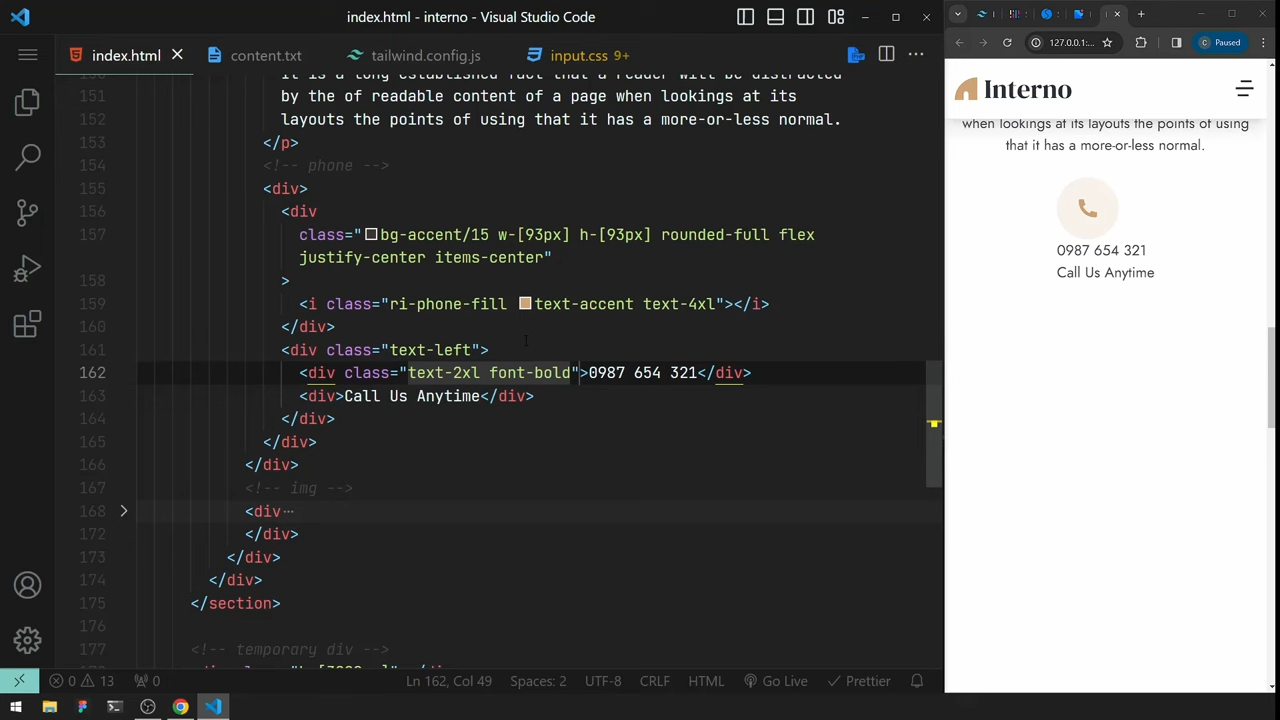 index.html - interno - Visual Studio Code
index.html
content.txt
tailwind.config.js
input.css 9+
127.0.0.1:
Paused
It is a long established fact that a reader will be distracted
151 by the of readable content of a page when lookings at its
152 layouts the points of using that it has a more-or-less normal.
153 </p>
154 <!-- phone -->
155 <div>
156 <div
157 class="bg-accent/15 w-[93px] h-[93px] rounded-full flex
justify-center items-center"
158 >
159 <i class="ri-phone-fill text-accent text-4xl"></i>
160 </div>
161 <div class="text-left">
162 <div class="text-2xl font-bold">0987 654 321</div>
163 <div>Call Us Anytime</div>
164 </div>
165 </div>
166 </div>
167 <!-- img -->
168 <div⋯
172 </div>
173 </div>
174 </div>
175 </section>
176
177 <!-- temporary div -->
Interno
when lookings at its layouts the points of using
that it has a more-or-less normal.
0987 654 321
Call Us Anytime
0 13 0
Ln 162, Col 49
Spaces: 2
UTF-8
CRLF
HTML
Go Live
Prettier